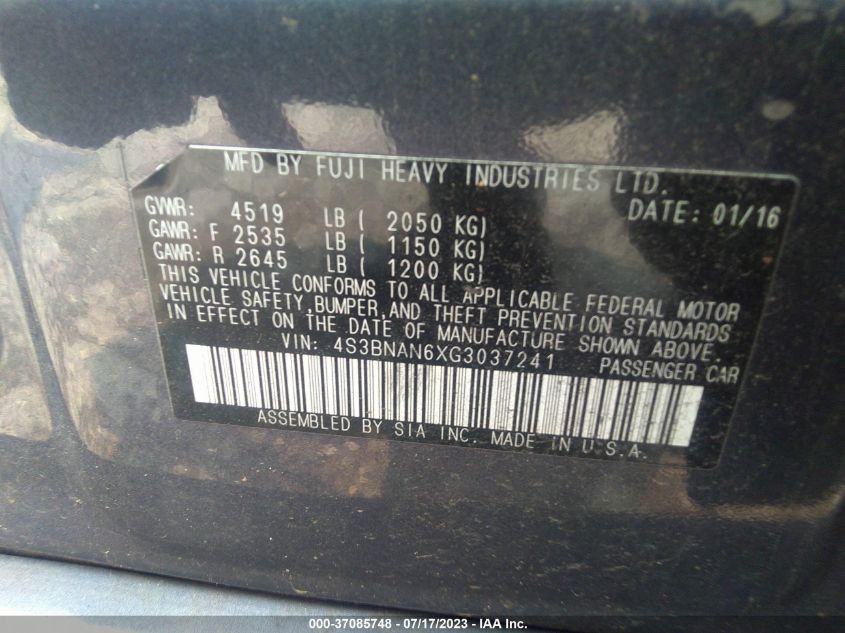 MFD BY FUJI HEAVY INDUSTRIES LTD.
DATE: 01/16
GVWR: 4519 LB ( 2050 KG)
GAWR: F 2535 LB ( 1150 KG)
GAWR: R 2645 LB ( 1200 KG)
THIS VEHICLE CONFORMS TO ALL APPLICABLE FEDERAL MOTOR
VEHICLE SAFETY,BUMPER,AND THEFT PREVENTION STANDARDS
IN EFFECT ON THE DATE OF MANUFACTURE SHOWN ABOVE.
VIN: 4S3BNAN6XG3037241 PASSENGER CAR
ASSEMBLED BY SIA INC. MADE IN U.S.A.
000-37085748 - 07/17/2023 - IAA Inc.